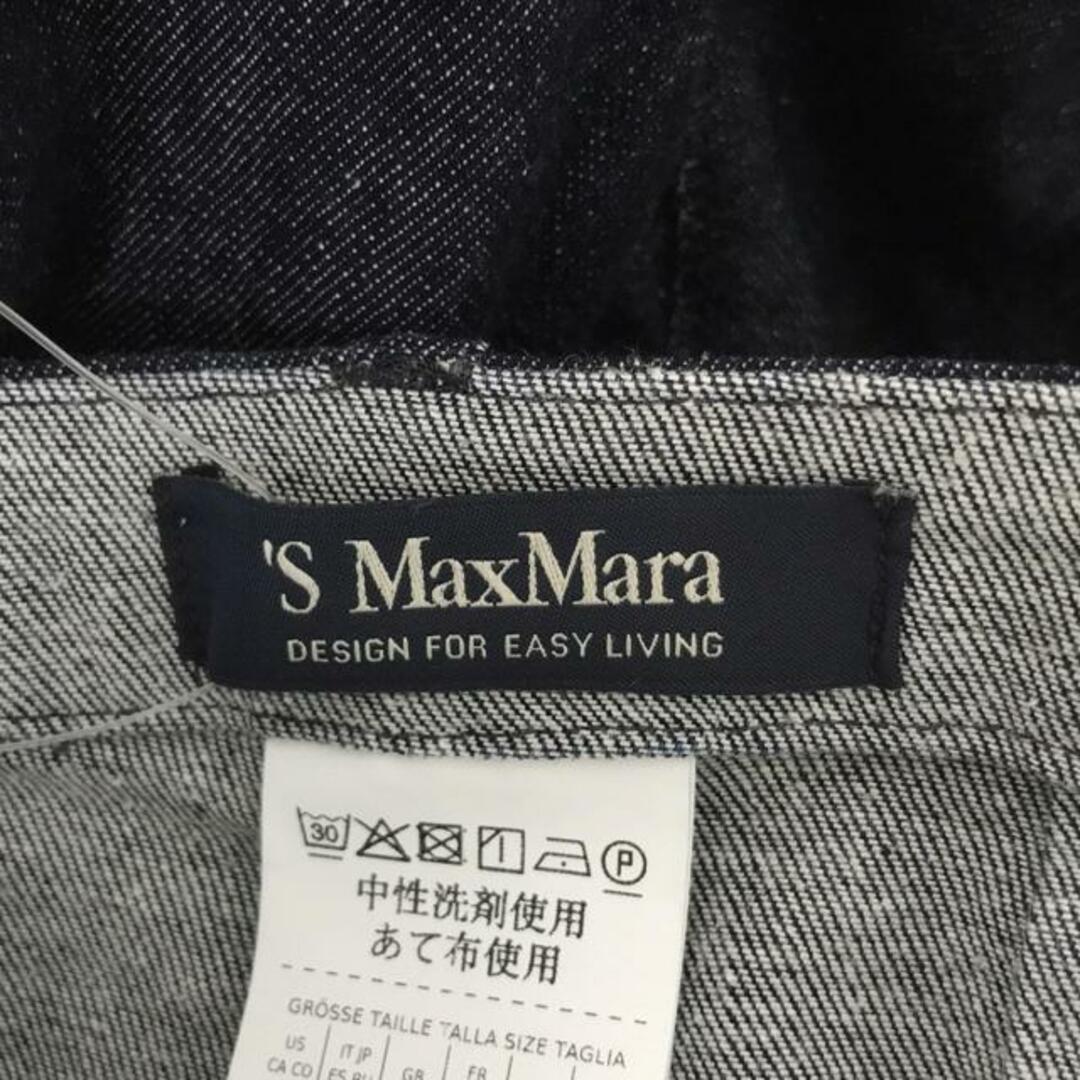 'S MaxMara
DESIGN FOR EASY LIVING
30 P
中性洗剤使用
あて布使用
GRÖSSE TAILLE TALLA SIZE TAGLIA
US IT JP GB FR
CA CO ES RU